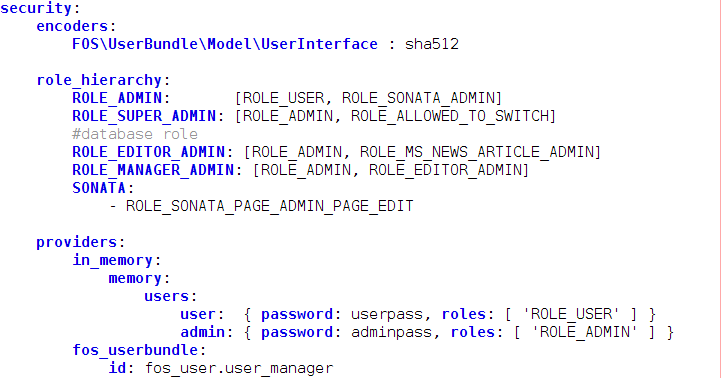 security:
    encoders:
        FOS\UserBundle\Model\UserInterface : sha512

    role_hierarchy:
        ROLE_ADMIN:       [ROLE_USER, ROLE_SONATA_ADMIN]
        ROLE_SUPER_ADMIN: [ROLE_ADMIN, ROLE_ALLOWED_TO_SWITCH]
        #database role
        ROLE_EDITOR_ADMIN: [ROLE_ADMIN, ROLE_MS_NEWS_ARTICLE_ADMIN]
        ROLE_MANAGER_ADMIN: [ROLE_ADMIN, ROLE_EDITOR_ADMIN]
        SONATA:
            - ROLE_SONATA_PAGE_ADMIN_PAGE_EDIT

    providers:
        in_memory:
            memory:
                users:
                    user:  { password: userpass, roles: [ 'ROLE_USER' ] }
                    admin: { password: adminpass, roles: [ 'ROLE_ADMIN' ] }
        fos_userbundle:
            id: fos_user.user_manager